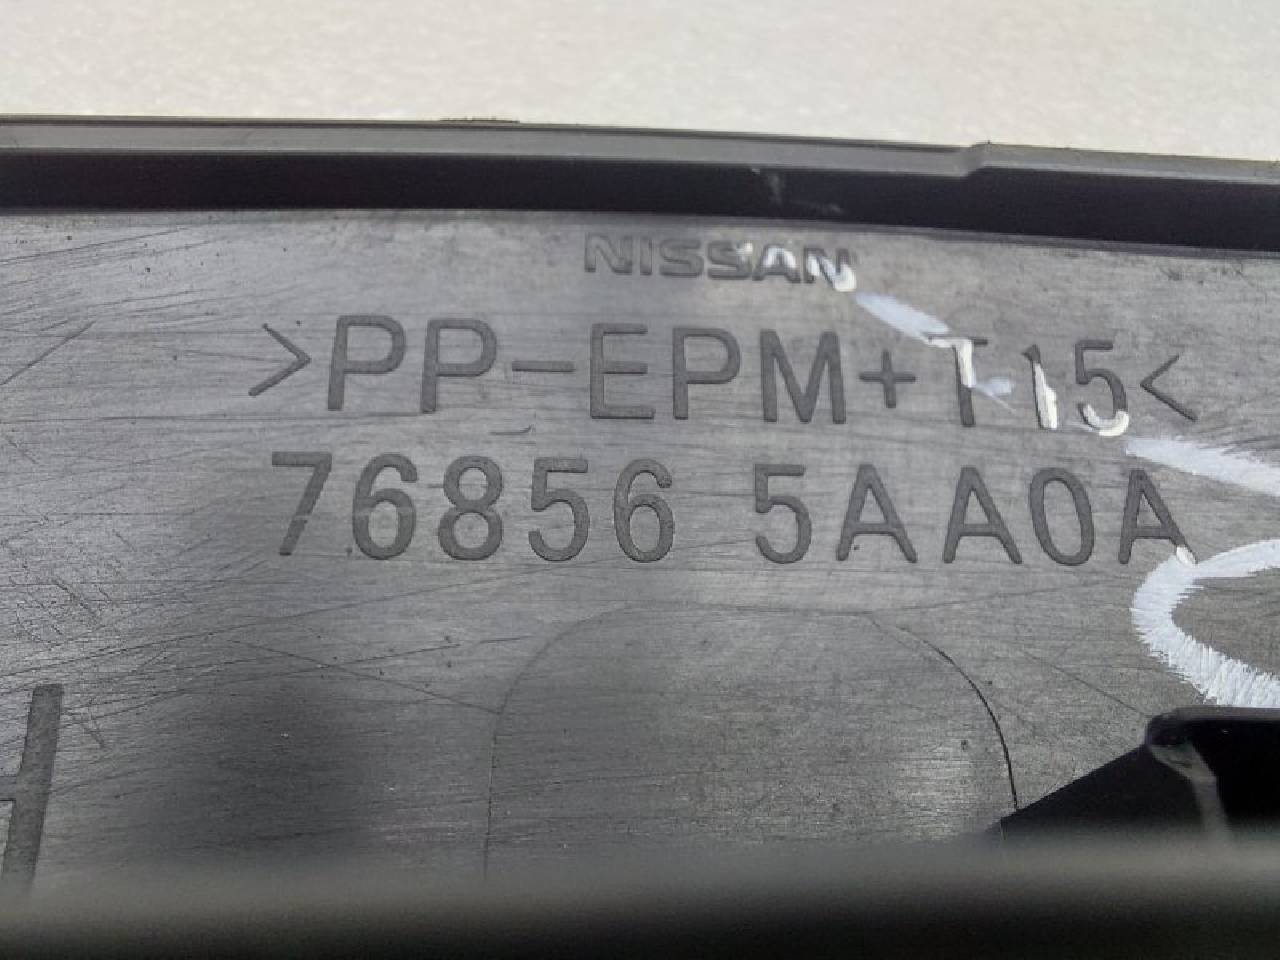 NISSAN
>PP-EPM+T15<
76856 5AA0A